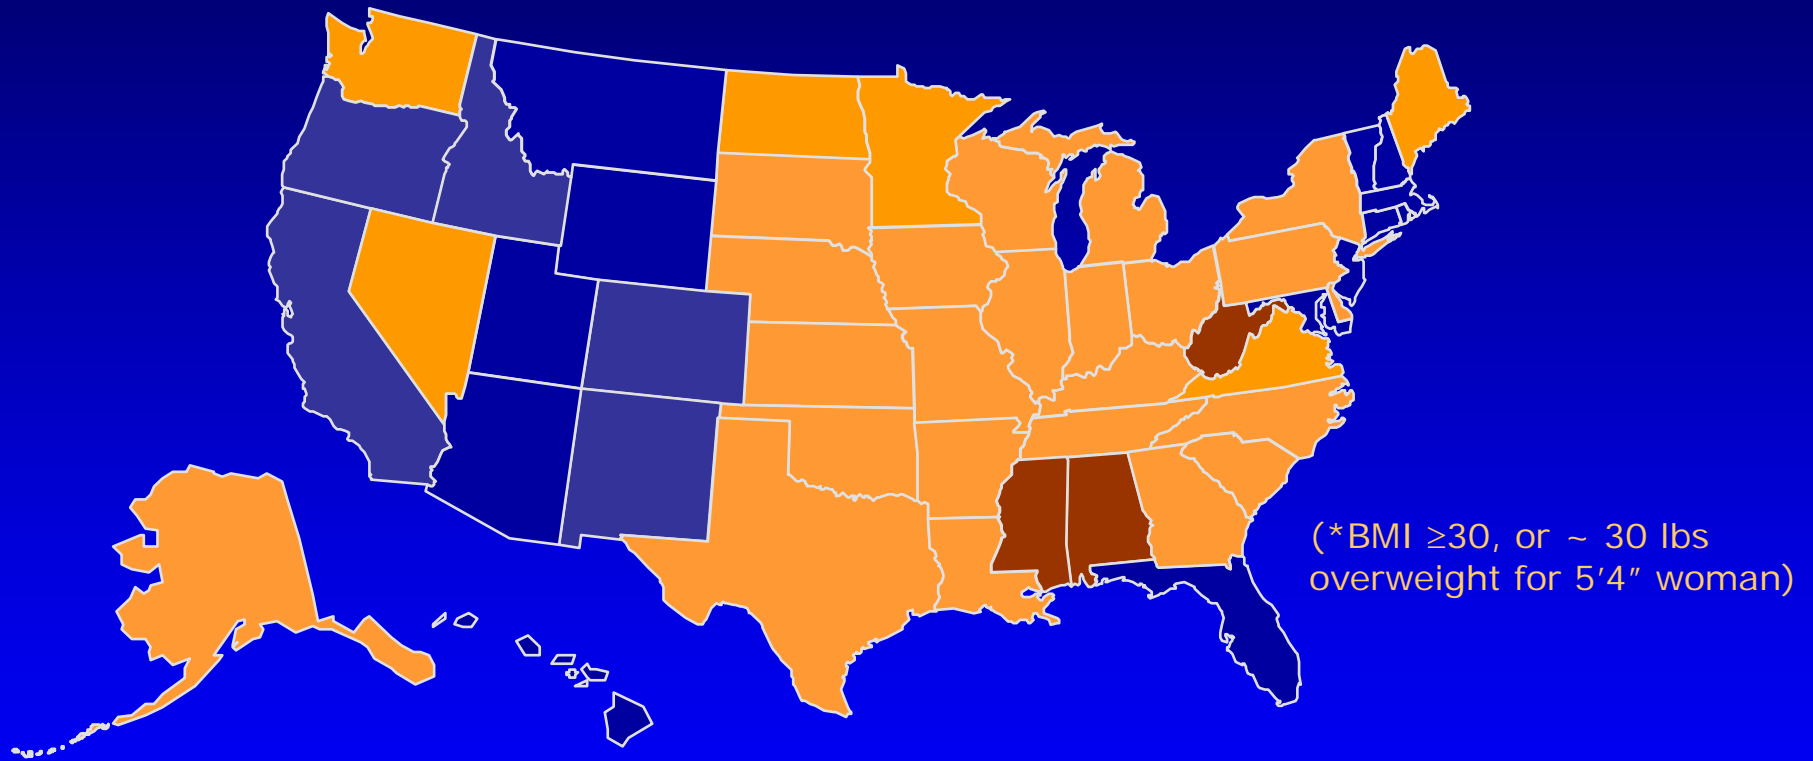 (*BMI ≥30, or ~ 30 lbs
overweight for 5’4” woman)